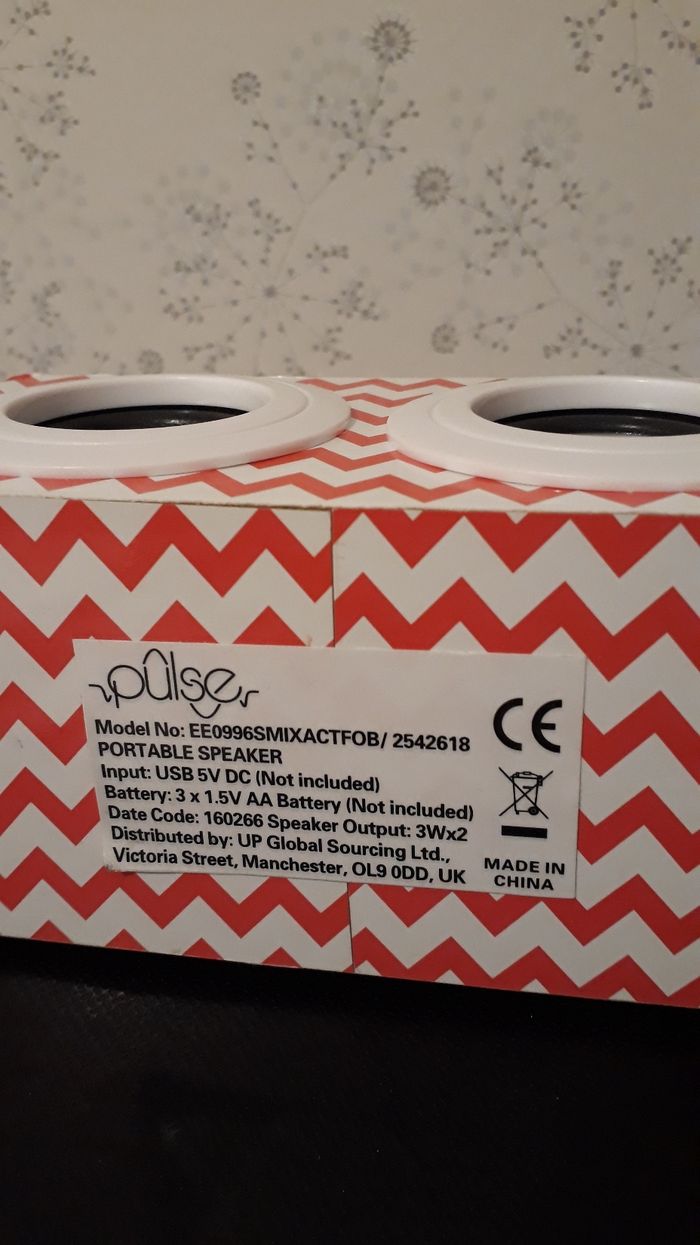 pulse
Model No: EE0996SMIXACTFOB/ 2542618
PORTABLE SPEAKER
Input: USB 5V DC (Not included)
Battery: 3 x 1.5V AA Battery (Not included)
Date Code: 160266 Speaker Output: 3Wx2
Distributed by: UP Global Sourcing Ltd.,
Victoria Street, Manchester, OL9 0DD, UK
CE
MADE IN
CHINA